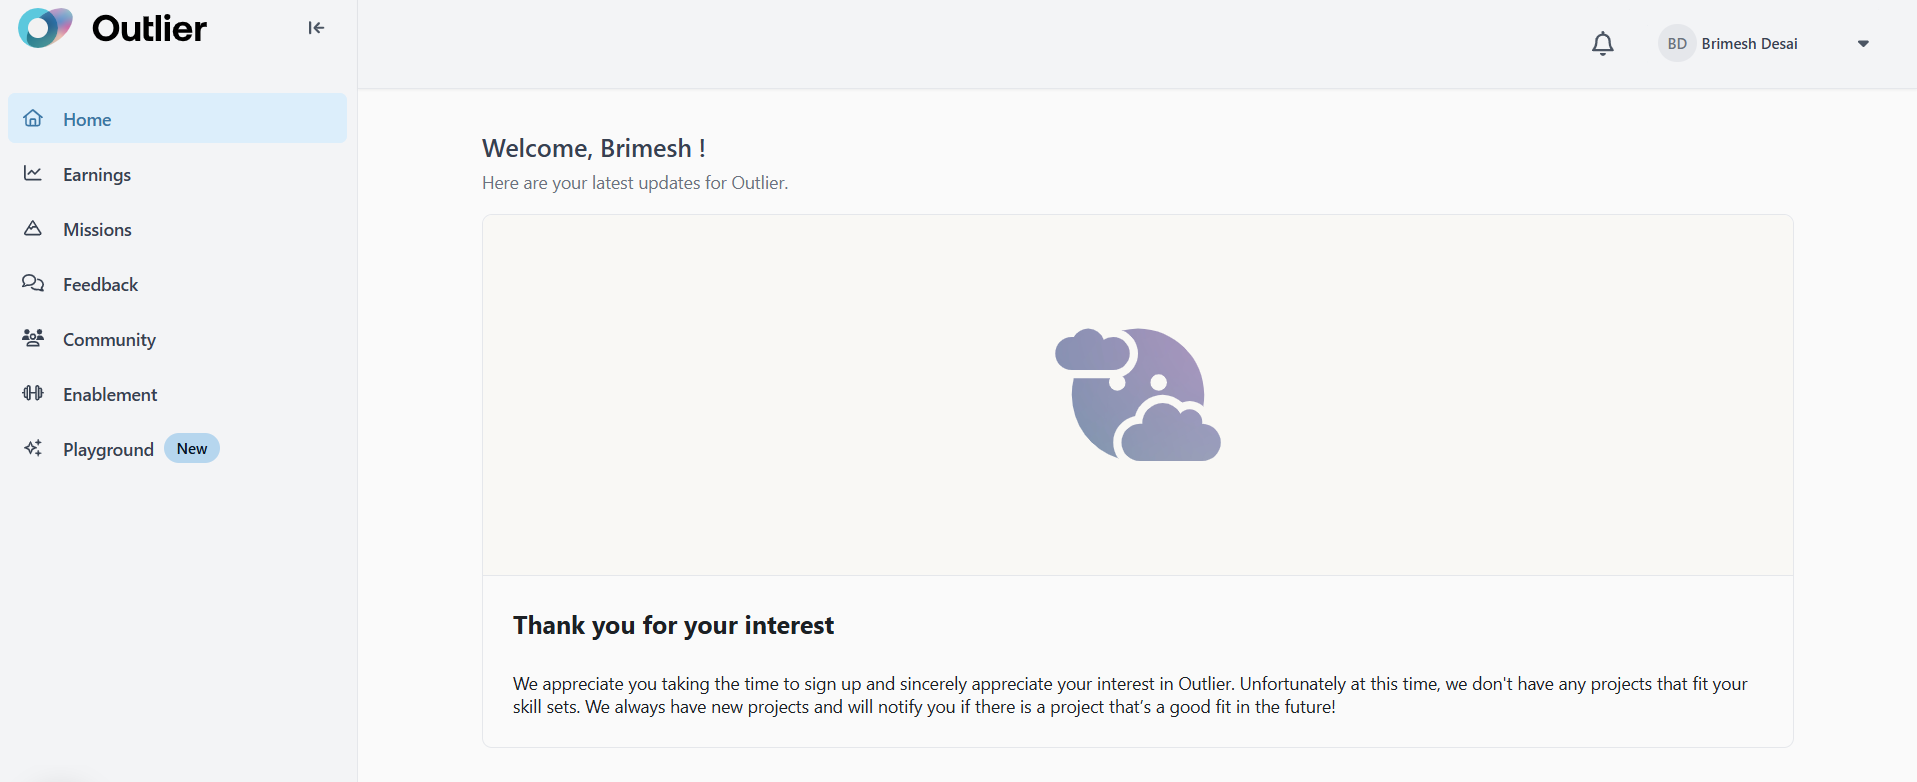 Outlier
Home
Earnings
Missions
Feedback
Community
Enablement
Playground New
BD Brimesh Desai
Welcome, Brimesh !
Here are your latest updates for Outlier.
Thank you for your interest
We appreciate you taking the time to sign up and sincerely appreciate your interest in Outlier. Unfortunately at this time, we don't have any projects that fit your
skill sets. We always have new projects and will notify you if there is a project that’s a good fit in the future!